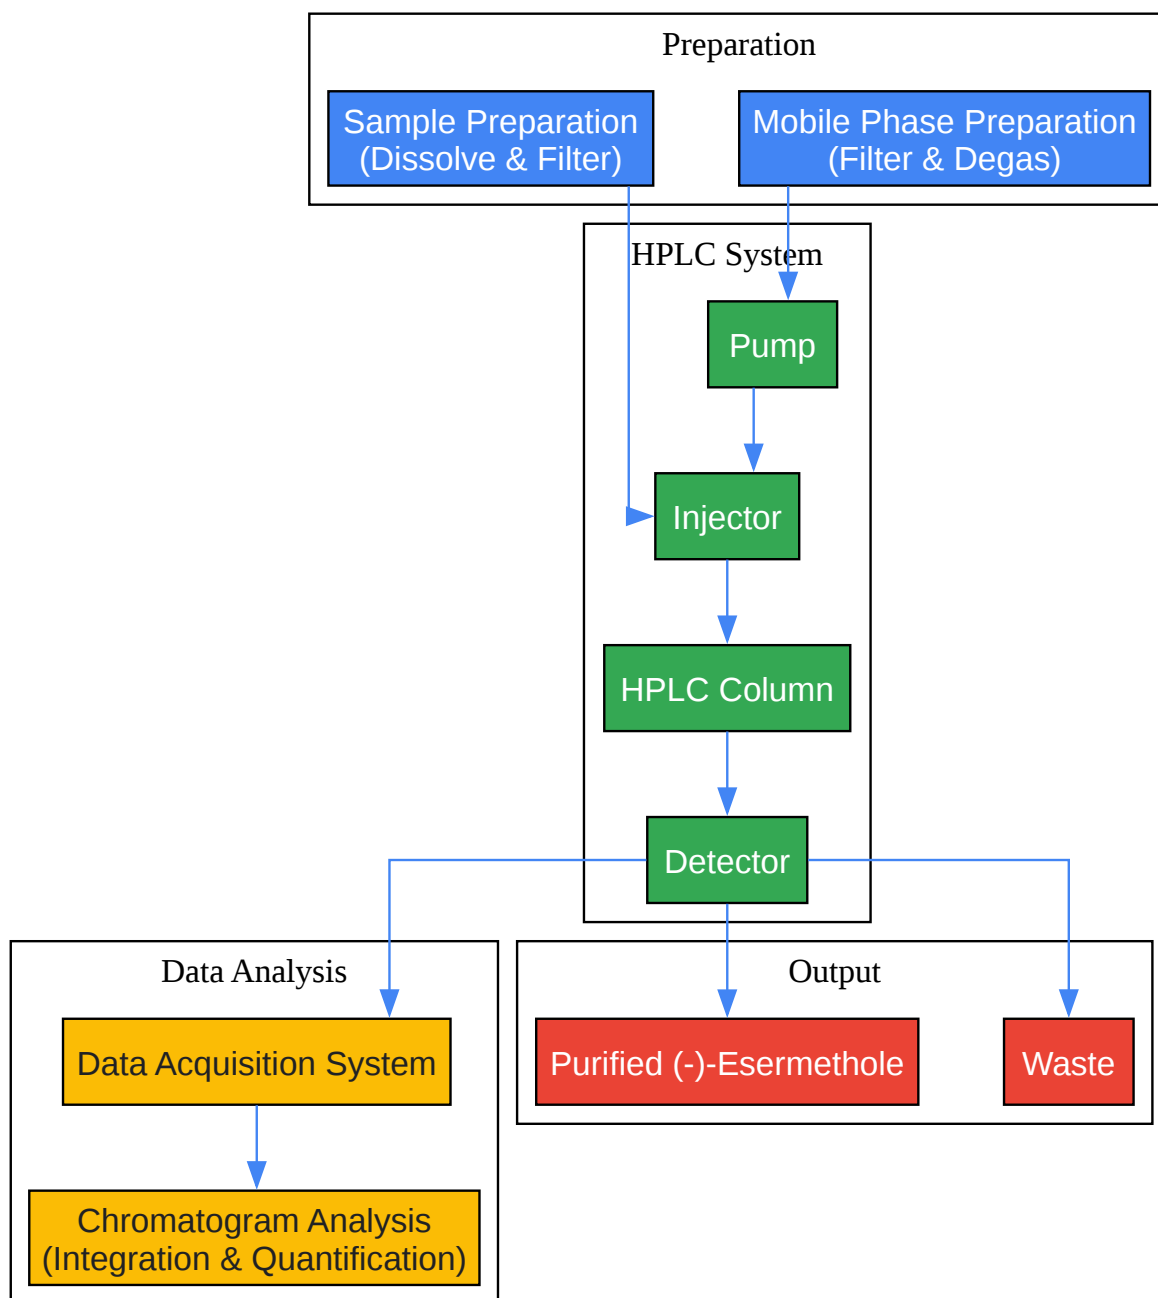 Preparation
Sample Preparation
(Dissolve & Filter)
Mobile Phase Preparation
(Filter & Degas)
HPLC System
Pump
Injector
HPLC Column
Detector
Data Analysis
Output
Data Acquisition System
Purified (-)-Esermethole
Waste
Chromatogram Analysis
(Integration & Quantification)